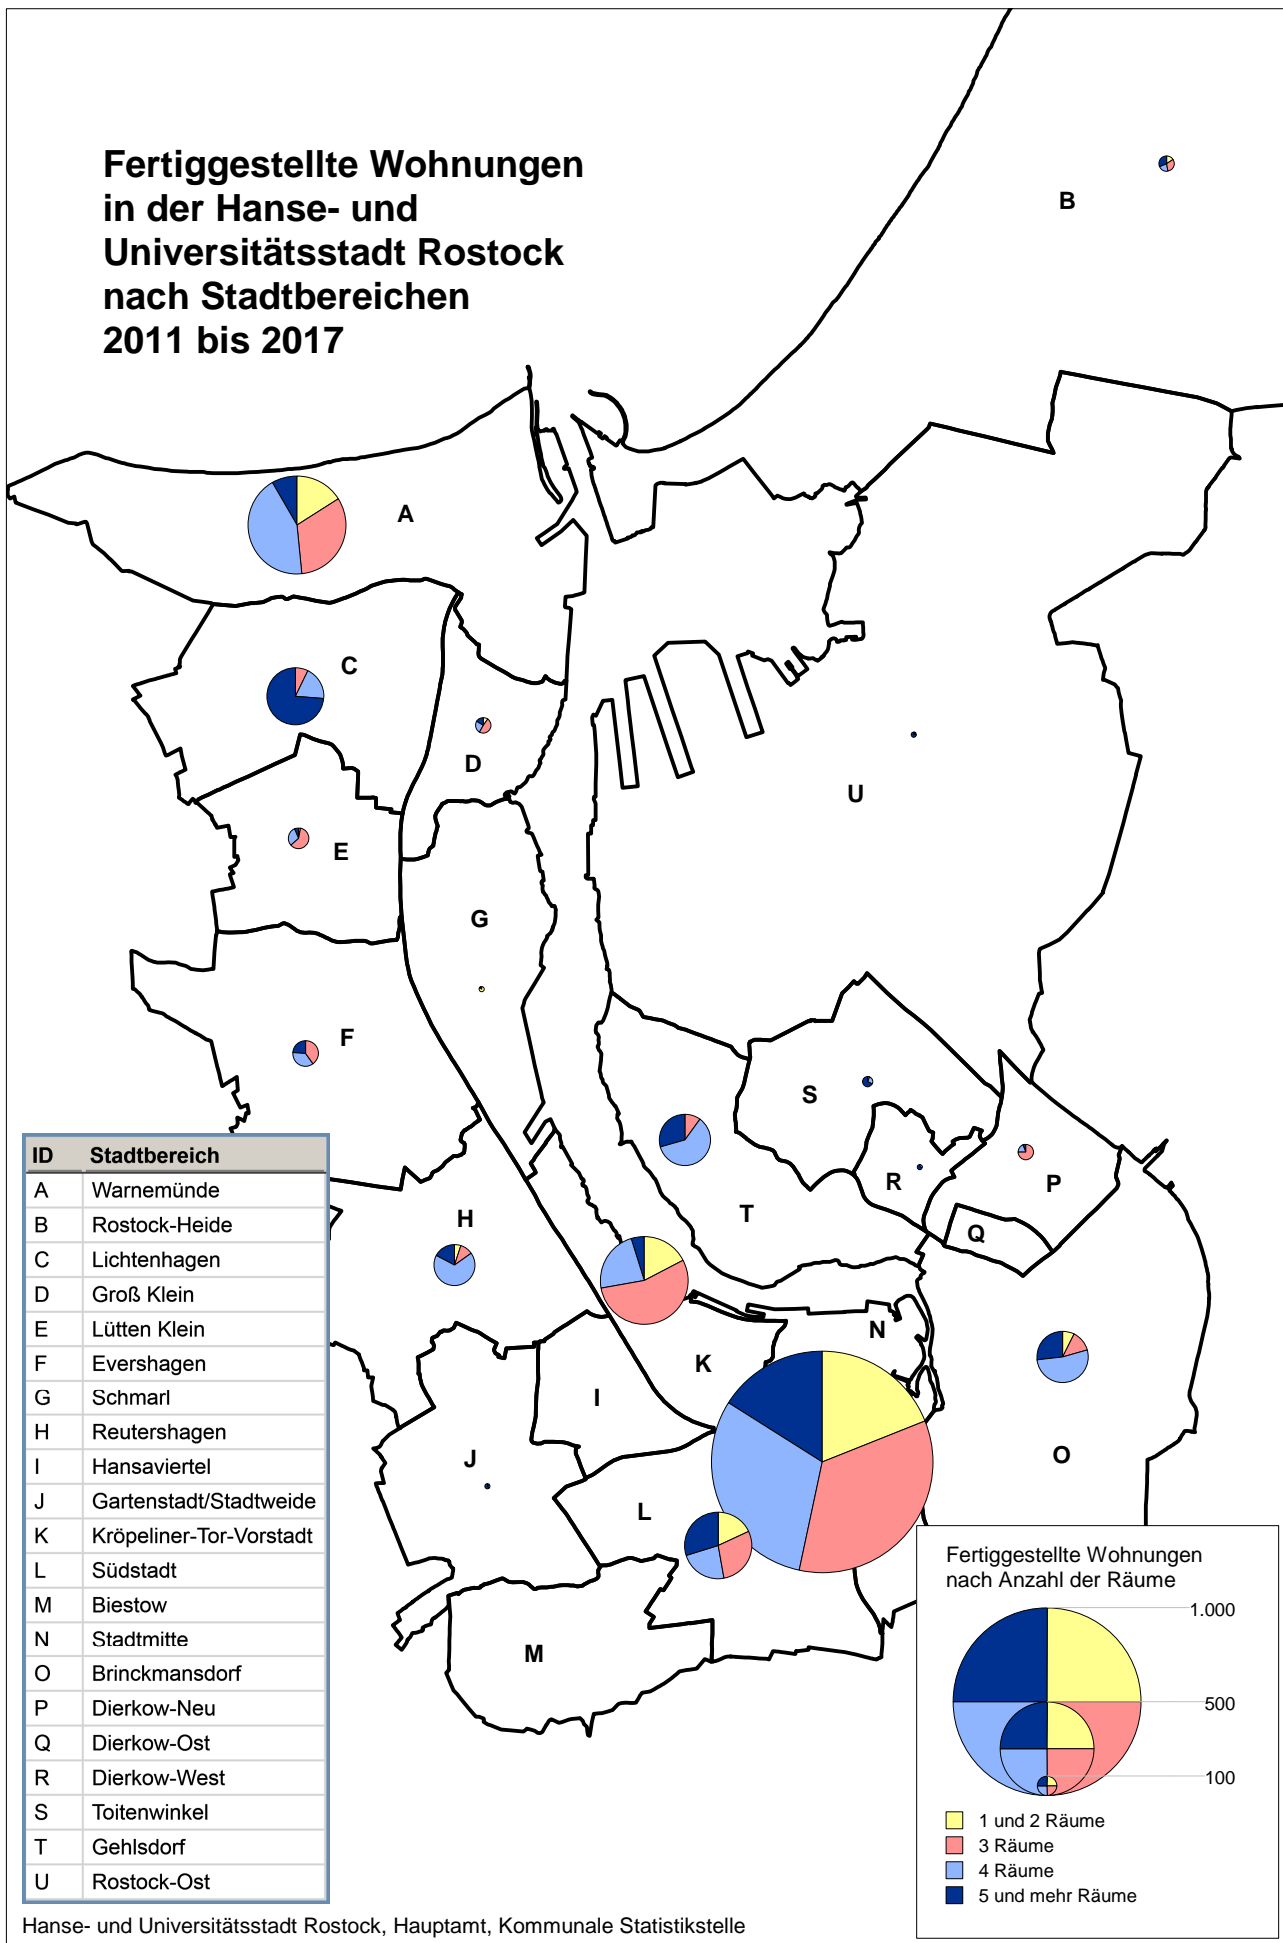 Fertiggestellte Wohnungen
in der Hanse- und
Universitätsstadt Rostock
nach Stadtbereichen
2011 bis 2017
B
A
C
D
U
E
G
F
S
R
P
T
Q
H
N
K
I
J
O
L
M
ID Stadtbereich
A Warnemünde
B Rostock-Heide
C Lichtenhagen
D Groß Klein
E Lütten Klein
F Evershagen
G Schmarl
H Reutershagen
I Hansaviertel
J Gartenstadt/Stadtweide
K Kröpeliner-Tor-Vorstadt
L Südstadt
M Biestow
N Stadtmitte
O Brinckmansdorf
P Dierkow-Neu
Q Dierkow-Ost
R Dierkow-West
S Toitenwinkel
T Gehlsdorf
U Rostock-Ost
Fertiggestellte Wohnungen
nach Anzahl der Räume
1.000
500
100
1 und 2 Räume
3 Räume
4 Räume
5 und mehr Räume
Hanse- und Universitätsstadt Rostock, Hauptamt, Kommunale Statistikstelle